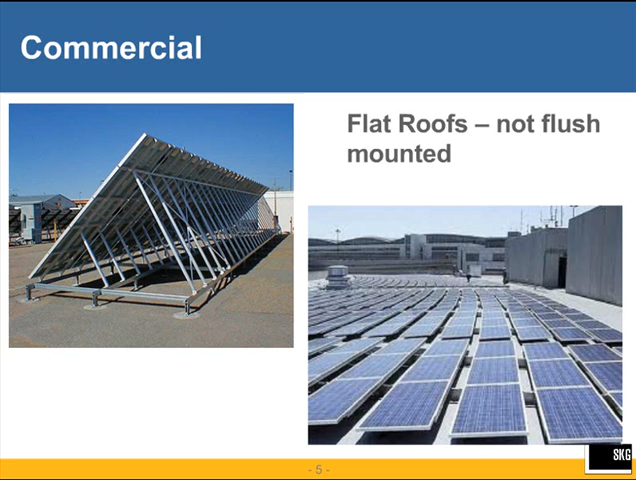 Commercial
Flat Roofs – not flush
mounted
- 5 -
SKG